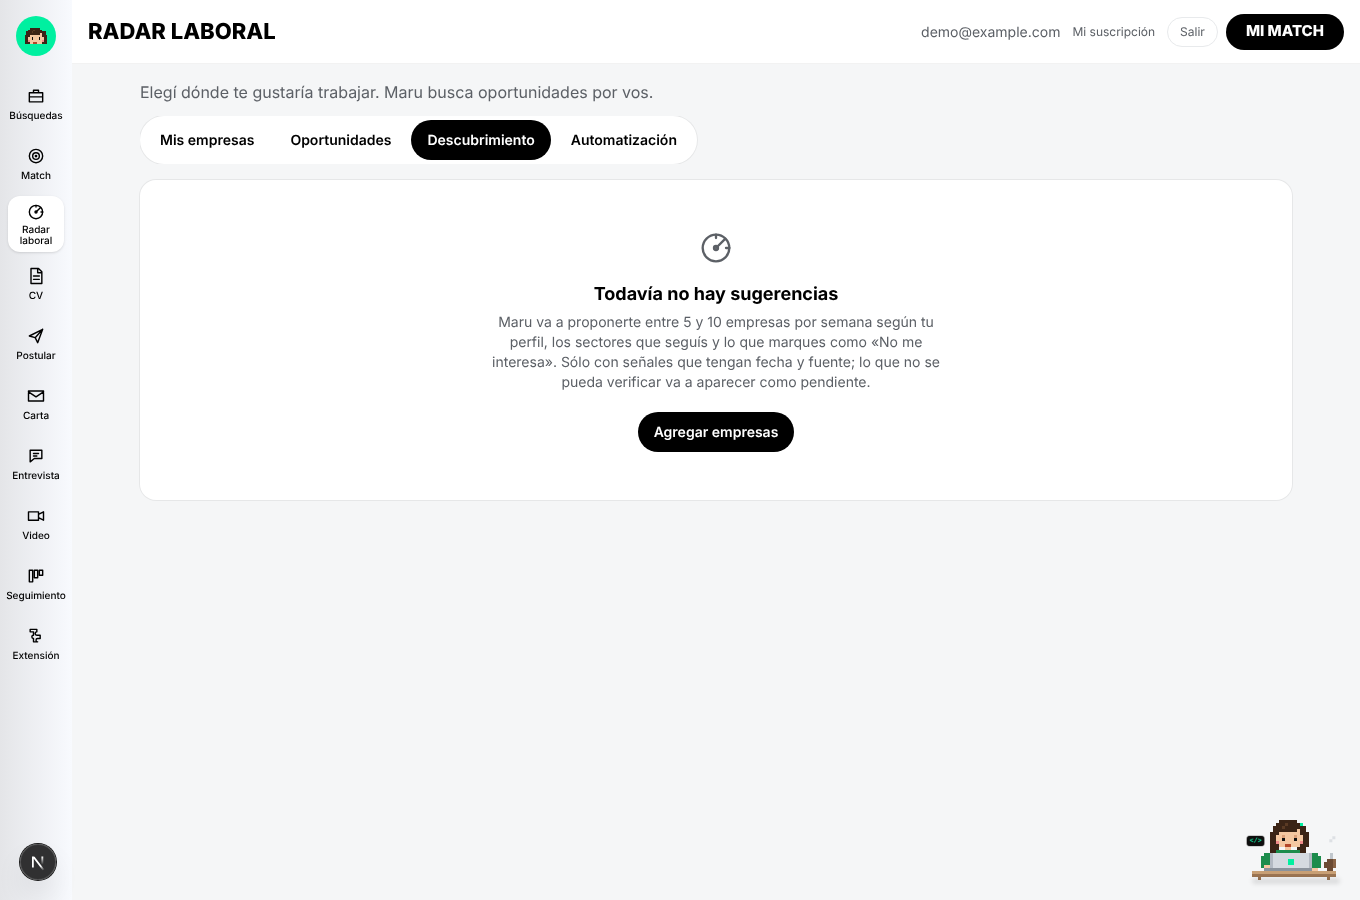 RADAR LABORAL
demo@example.com
Mi suscripción
Salir
MI MATCH
Búsquedas
Match
Radar
laboral
CV
Postular
Carta
Entrevista
Video
Seguimiento
Extensión
N
Elegí dónde te gustaría trabajar. Maru busca oportunidades por vos.
Mis empresas
Oportunidades
Descubrimiento
Automatización
Todavía no hay sugerencias
Maru va a proponerte entre 5 y 10 empresas por semana según tu
perfil, los sectores que seguís y lo que marques como «No me
interesa». Sólo con señales que tengan fecha y fuente; lo que no se
pueda verificar va a aparecer como pendiente.
Agregar empresas
</>